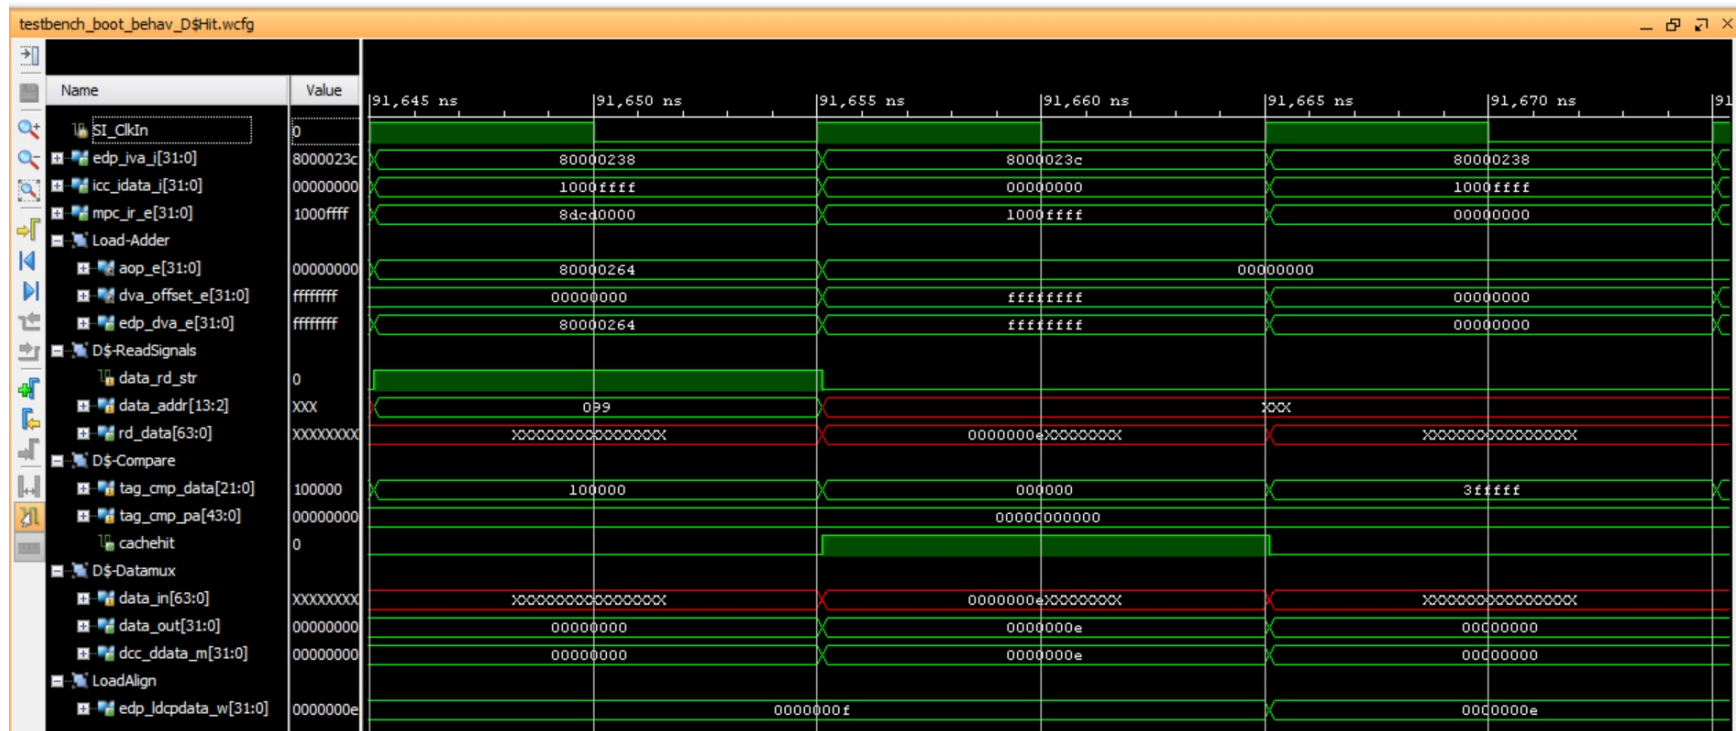 testbench_boot_behav_D$Hit.wcfg
Name Value 91,645 ns 91,650 ns 91,655 ns 91,660 ns 91,665 ns 91,670 ns 91
SI_ClkIn 0
edp_iva_i[31:0] 8000023c 80000238 8000023c 80000238
icc_idata_i[31:0] 00000000 1000ffff 00000000 1000ffff
mpc_ir_e[31:0] 1000ffff 8dcd0000 1000ffff 00000000
Load-Adder
aop_e[31:0] 00000000 80000264 00000000
dva_offset_e[31:0] ffffffff 00000000 ffffffff 00000000
edp_dva_e[31:0] ffffffff 80000264 ffffffff 00000000
D$-ReadSignals
data_rd_str 0
data_addr[13:2] XXX 099 XXX
rd_data[63:0] XXXXXXXX XXXXXXXXXXXXXXXX 0000000eXXXXXXXX XXXXXXXXXXXXXXXX
D$-Compare
tag_cmp_data[21:0] 100000 100000 000000 3fffff
tag_cmp_pa[43:0] 00000000 00000000000
cachehit 0
D$-Datamux
data_in[63:0] XXXXXXXX XXXXXXXXXXXXXXXX 0000000eXXXXXXXX XXXXXXXXXXXXXXXX
data_out[31:0] 00000000 00000000 0000000e 00000000
dcc_ddata_m[31:0] 00000000 00000000 0000000e 00000000
LoadAlign
edp_ldcpdata_w[31:0] 0000000e 0000000f 0000000e